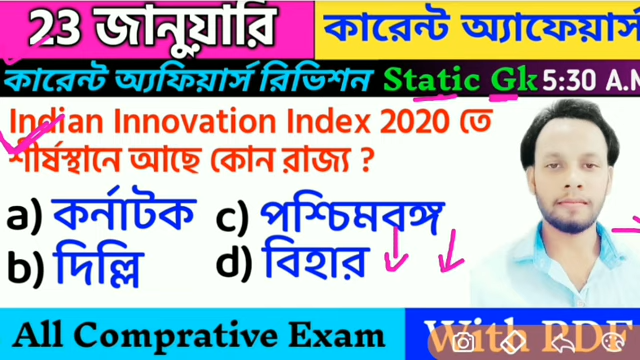 23 জানুয়ারি
কারেন্ট অ্যাফেয়ার্স
কারেন্ট অ্যফিয়ার্স রিভিশন Static Gk 5:30 A.M
Indian Innovation Index 2020 তে
শীর্ষস্থানে আছে কোন রাজ্য ?
a) কর্নাটক c) পশ্চিমবঙ্গ
b) দিল্লি d) বিহার
All Comprative Exam With PDF